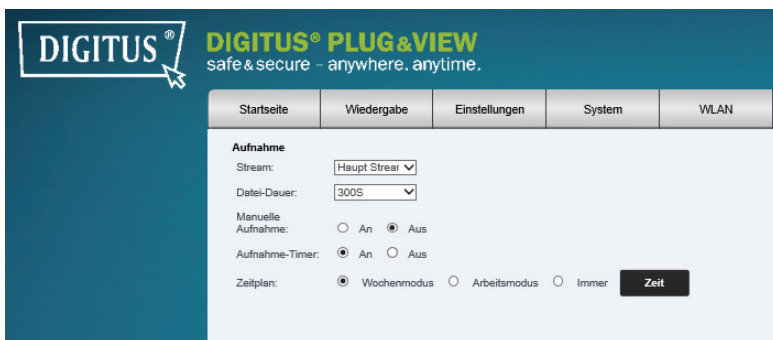 DIGITUS®
DIGITUS® PLUG&VIEW
safe & secure – anywhere, anytime.
Startseite Wiedergabe Einstellungen System WLAN
Aufnahme
Stream: Haupt Strear
Datei-Dauer: 300S
Manuelle
Aufnahme: An Aus
Aufnahme-Timer: An Aus
Zeitplan: Wochenmodus Arbeitsmodus Immer Zeit